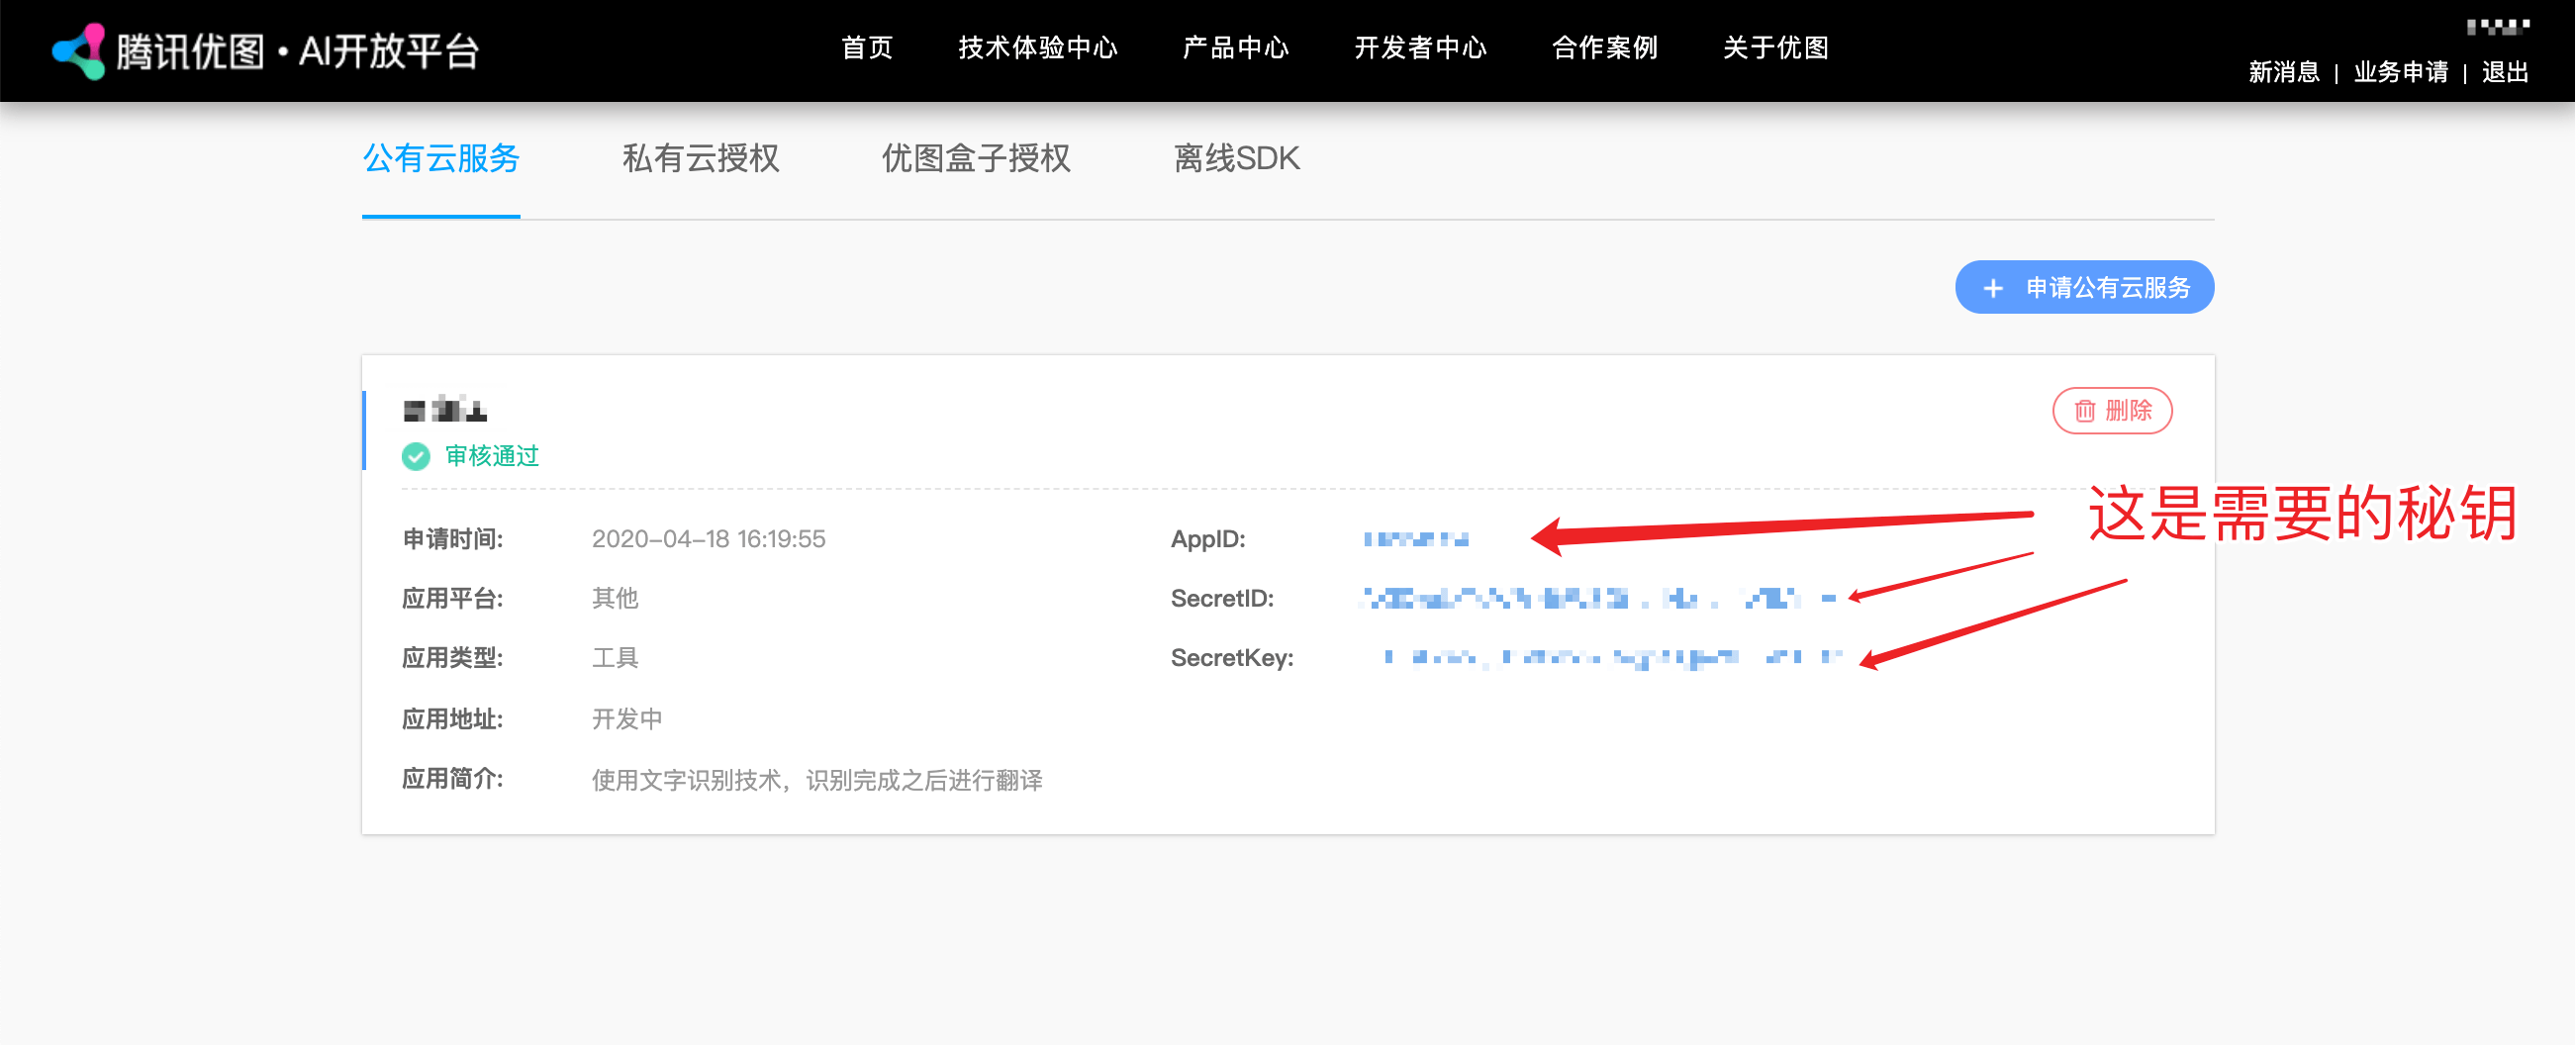 腾讯优图·AI开放平台
首页 技术体验中心 产品中心 开发者中心 合作案例 关于优图
新消息 | 业务申请 | 退出
公有云服务 私有云授权 优图盒子授权 离线SDK
+ 申请公有云服务
删除
审核通过
这是需要的秘钥
申请时间: 2020-04-18 16:19:55 AppID:
应用平台: 其他 SecretID:
应用类型: 工具 SecretKey:
应用地址: 开发中
应用简介: 使用文字识别技术，识别完成之后进行翻译